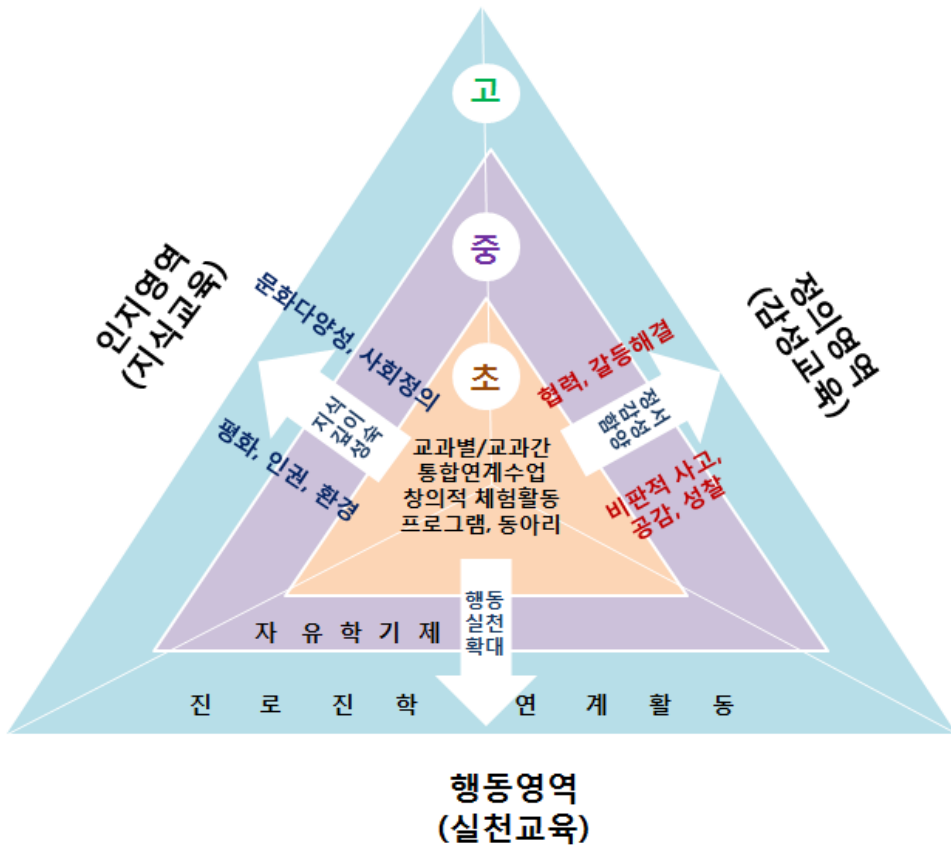 고
중
초
인지영역
(지식교육)
정의영역
(감성교육)
문화다양성, 사회정의
평화, 인권, 환경
지식
깊이
성숙
협력, 갈등해결
비판적 사고,
공감, 성찰
정서
감성
함양
교과별/교과간
통합연계수업
창의적 체험활동
프로그램, 동아리
행동
실천
확대
자 유 학 기 제
진 로 진 학 연 계 활 동
행동영역
(실천교육)